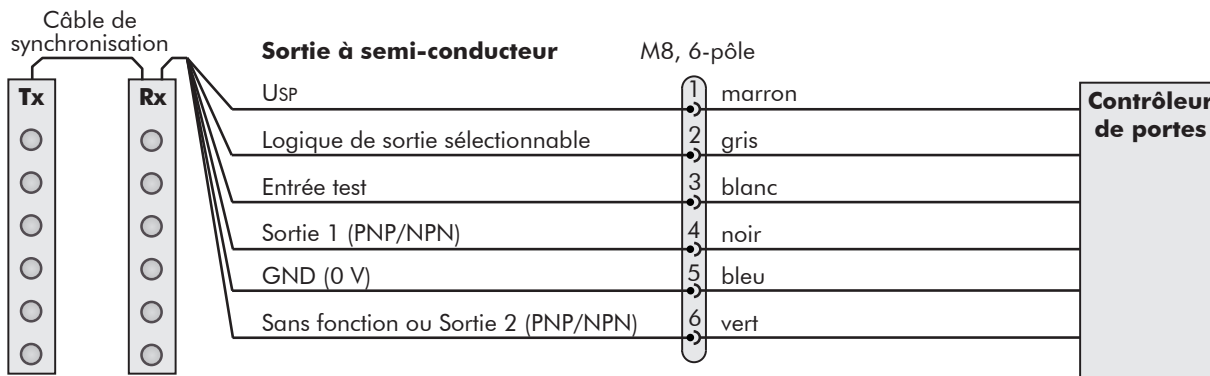 Câble de
synchronisation
Sortie à semi-conducteur
M8, 6-pôle
Tx
Rx
Contrôleur
de portes
USP 1 marron
Logique de sortie sélectionnable 2 gris
Entrée test 3 blanc
Sortie 1 (PNP/NPN) 4 noir
GND (0 V) 5 bleu
Sans fonction ou Sortie 2 (PNP/NPN) 6 vert